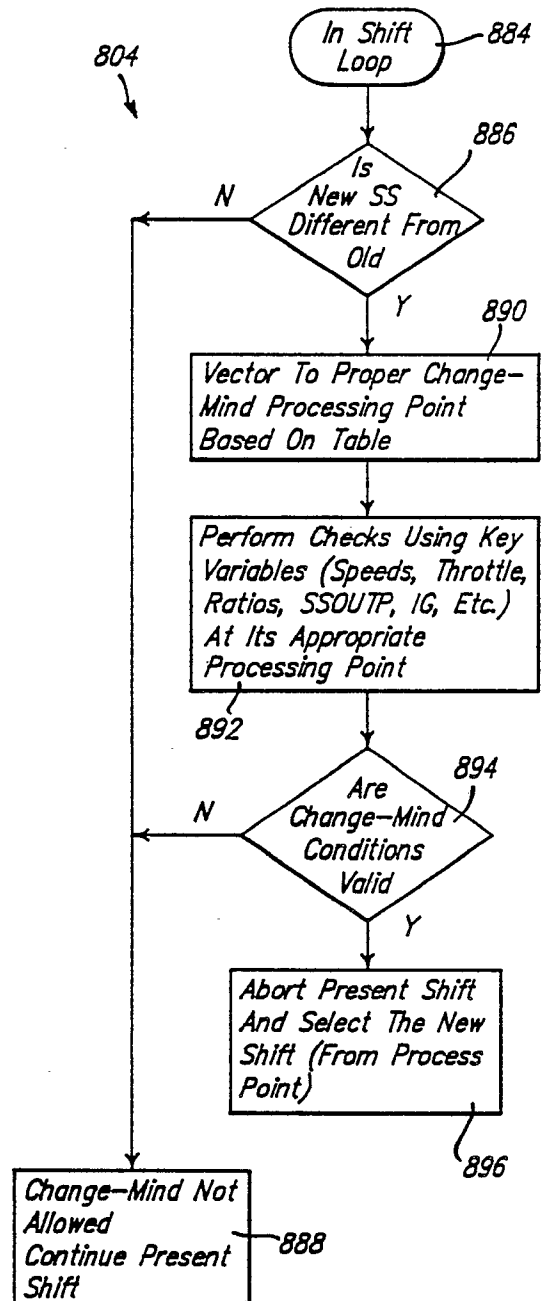 In Shift
Loop
884
804
886
Is
New SS
Different From
Old
N
Y
890
Vector To Proper Change-
Mind Processing Point
Based On Table
Perform Checks Using Key
Variables (Speeds, Throttle,
Ratios, SSOUTP, IG, Etc.)
At Its Appropriate
Processing Point
892
894
Are
Change-Mind
Conditions
Valid
N
Y
Abort Present Shift
And Select The New
Shift (From Process
Point)
896
Change-Mind Not
Allowed
Continue Present
Shift
888